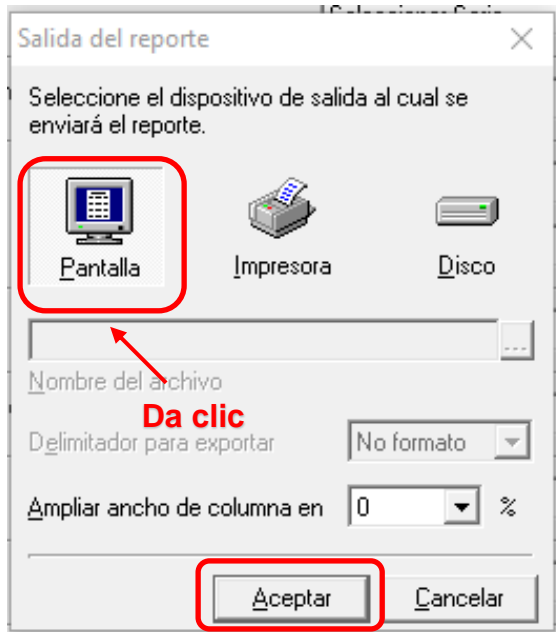 Salida del reporte
Seleccione el dispositivo de salida al cual se
enviará el reporte.
Pantalla Impresora Disco
...
Nombre del archivo
Da clic
Delimitador para exportar No formato
Ampliar ancho de columna en 0 %
Aceptar Cancelar